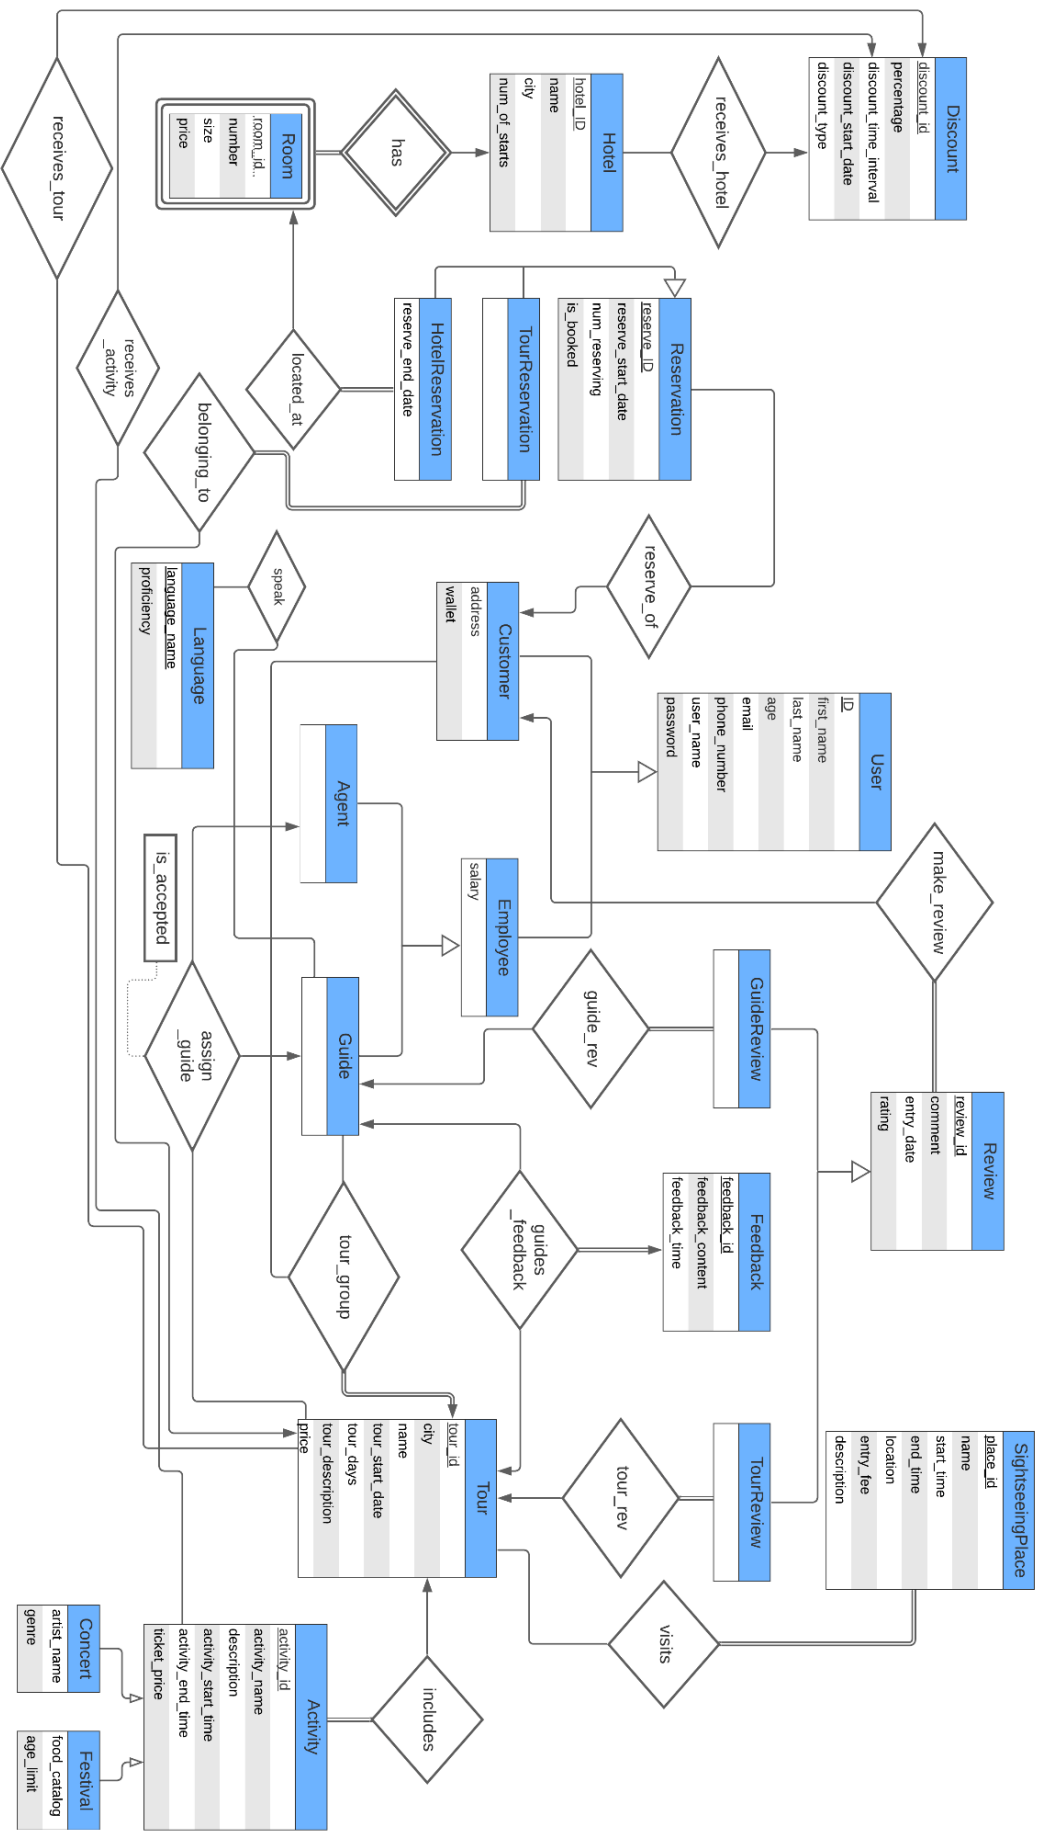 Discount
discount_id
percentage
discount_time_interval
discount_start_date
discount_type
receives_hotel
Hotel
hotel_ID
name
city
num_of_starts
has
Room
.room_id...
number
size
price
receives_tour
Reservation
reserve_ID
reserve_start_date
num_reserving
is_booked
TourReservation
HotelReservation
reserve_end_date
located_at
receives
_activity
belonging_to
reserve_of
speak
Language
language_name
proficiency
Customer
address
wallet
User
ID
first_name
last_name
age
email
phone_number
user_name
password
Agent
is_accepted
Employee
salary
make_review
GuideReview
guide_rev
Guide
assign
_guide
Review
review_id
comment
entry_date
rating
Feedback
feedback_id
feedback_content
feedback_time
guides
_feedback
tour_group
SightseeingPlace
place_id
name
start_time
end_time
location
entry_fee
description
TourReview
tour_rev
Tour
tour_id
city
name
tour_start_date
tour_days
tour_description
price
visits
includes
Activity
activity_id
activity_name
description
activity_start_time
activity_end_time
ticket_price
Concert
artist_name
genre
Festival
food_catalog
age_limit